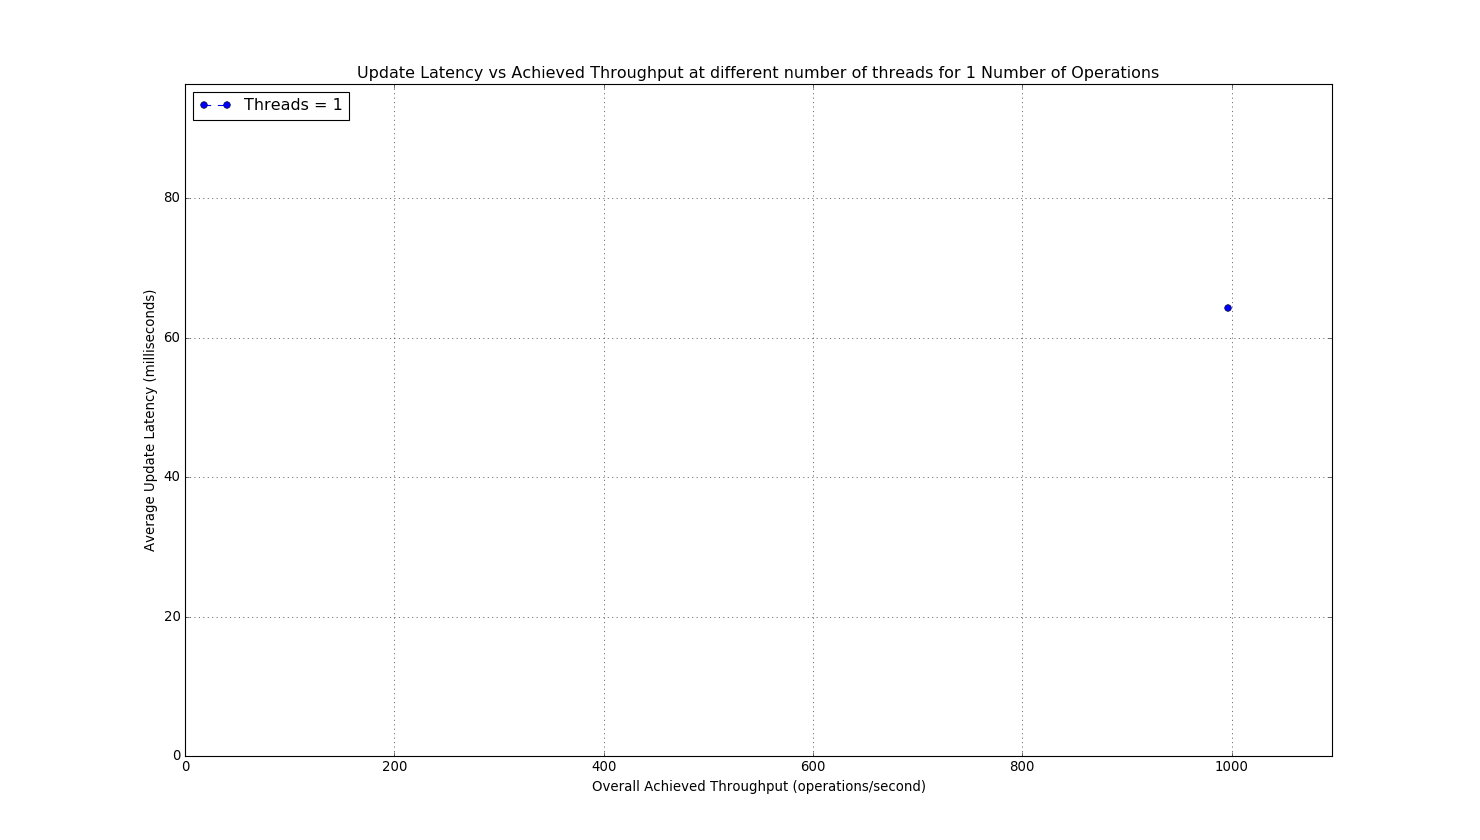 Update Latency vs Achieved Throughput at different number of threads for 1 Number of Operations
Threads = 1
80
60
40
20
0
0 200 400 600 800 1000
Average Update Latency (milliseconds)
Overall Achieved Throughput (operations/second)